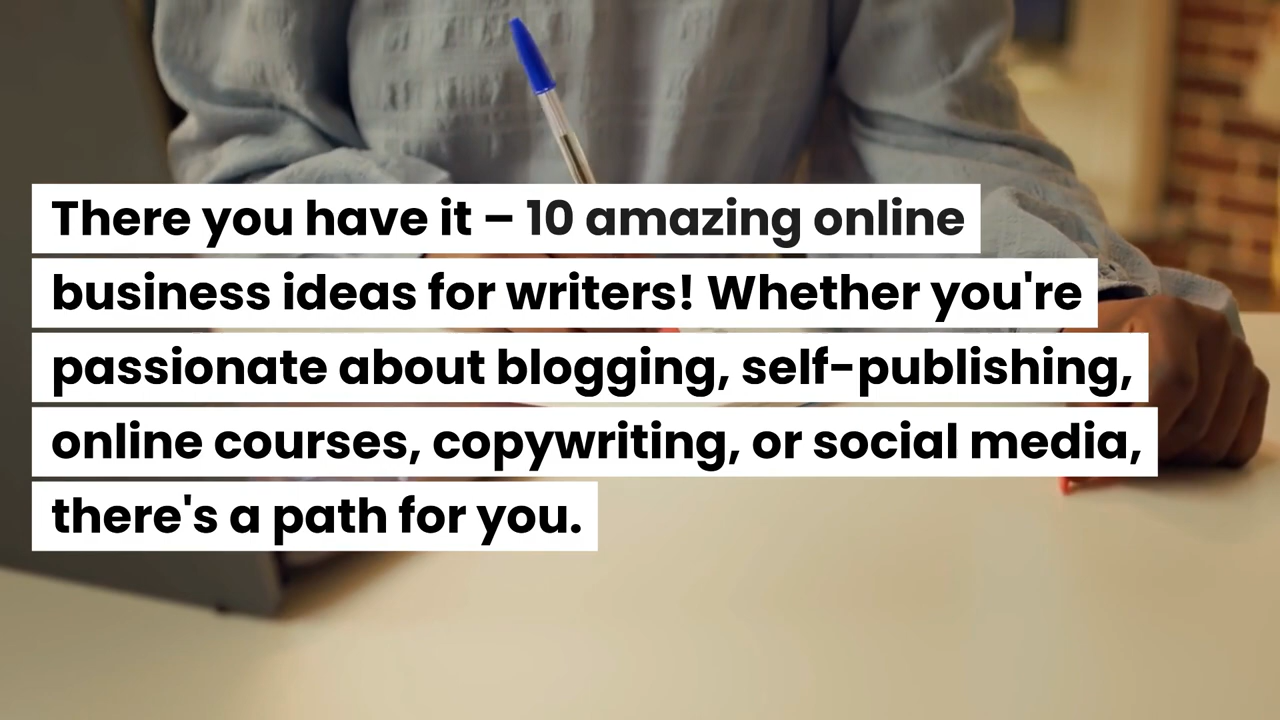 There you have it – 10 amazing online
business ideas for writers! Whether you're
passionate about blogging, self-publishing,
online courses, copywriting, or social media,
there's a path for you.